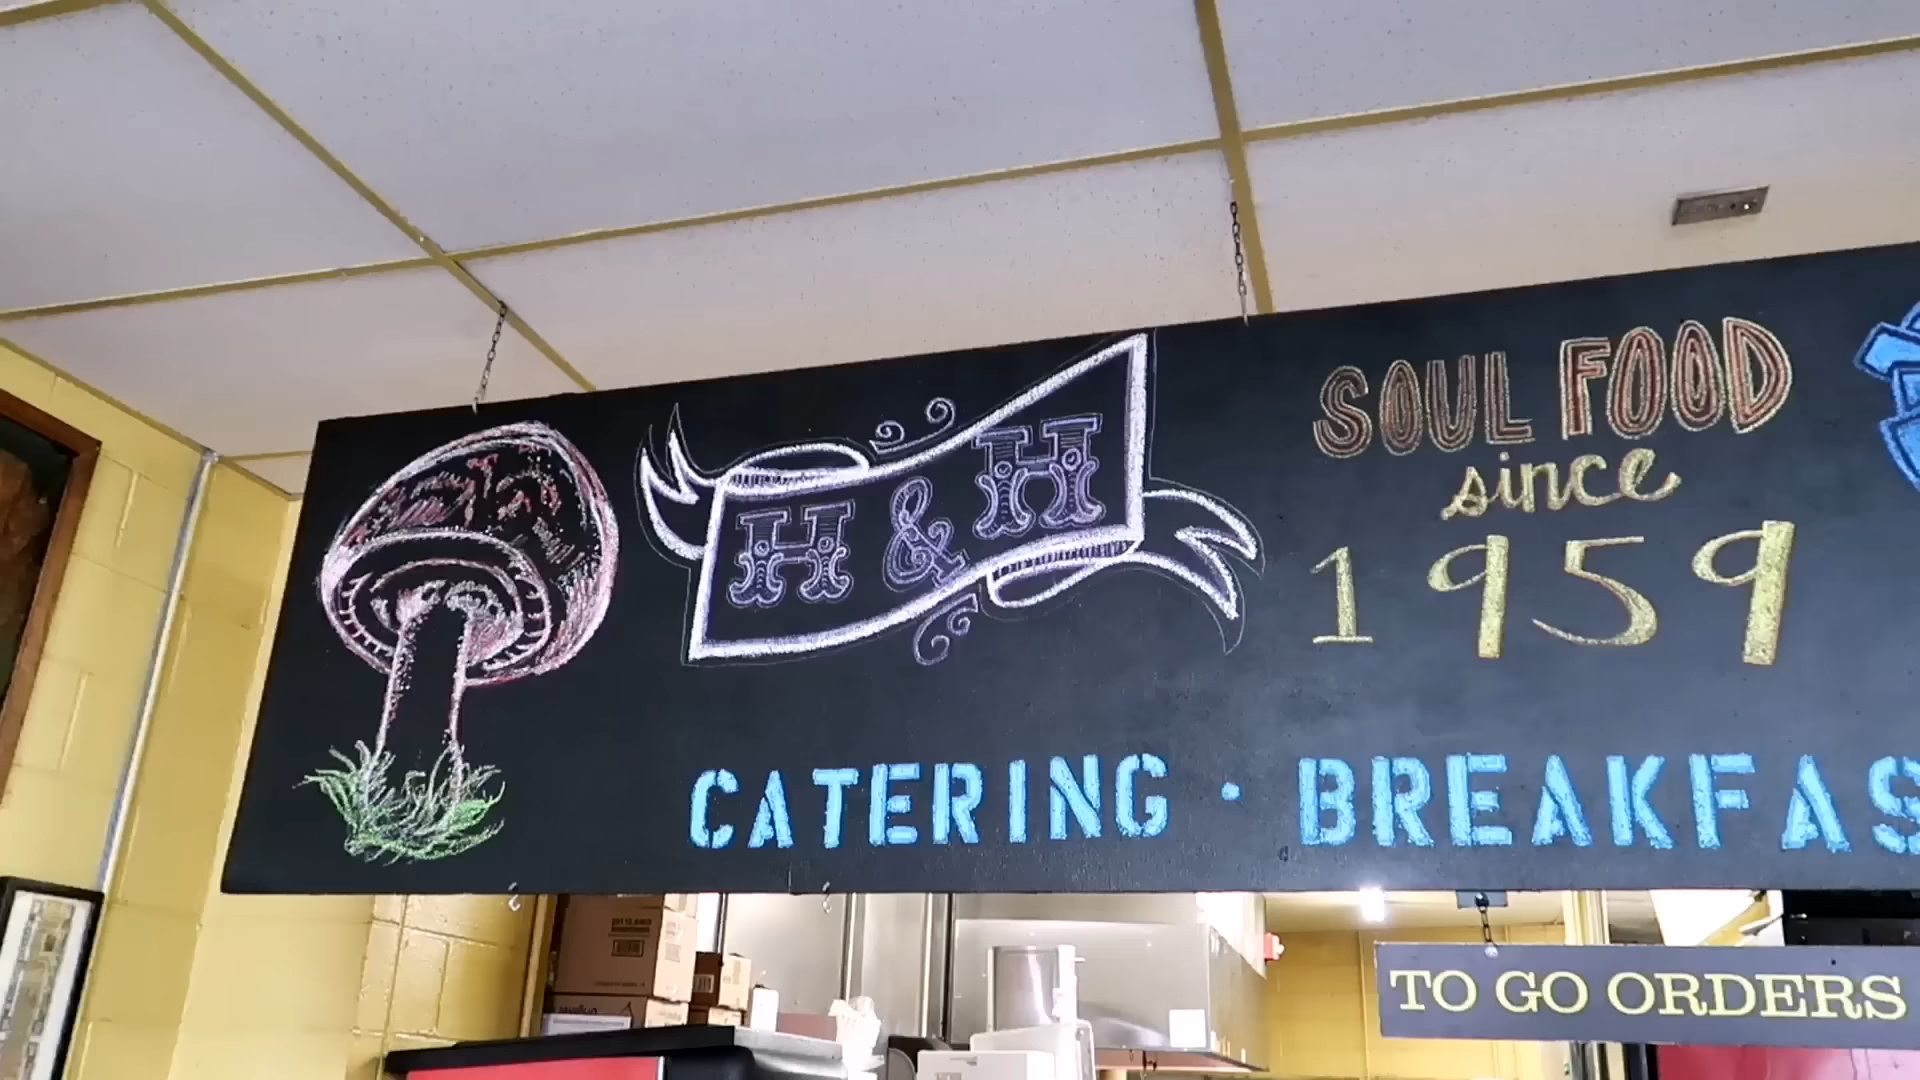 H & H
SOUL FOOD
since
1959
CATERING · BREAKFAS
TO GO ORDERS